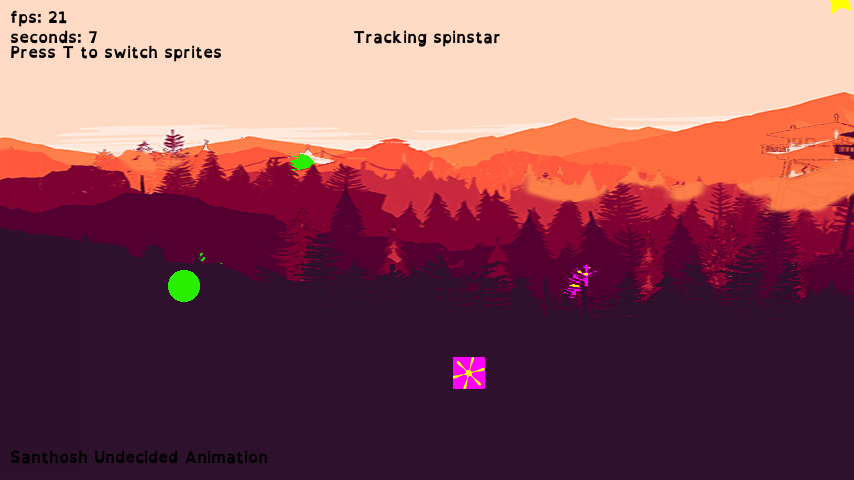 fps: 21
seconds: 7
Tracking spinstar
Press T to switch sprites
Santhosh Undecided Animation